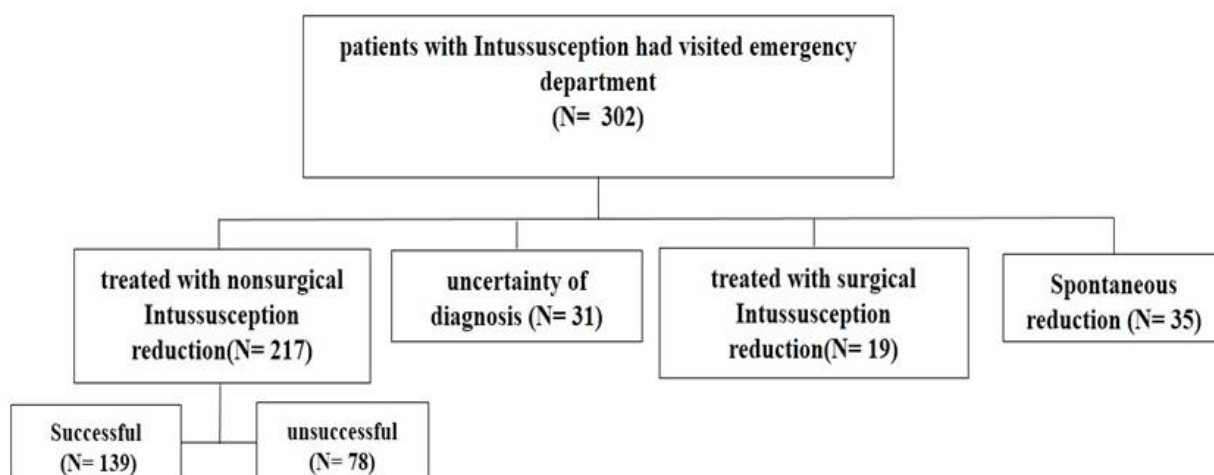 patients with Intussusception had visited emergency
department
(N= 302)
treated with nonsurgical
Intussusception
reduction(N= 217)
uncertainty of
diagnosis (N= 31)
treated with surgical
Intussusception
reduction(N= 19)
Spontaneous
reduction (N= 35)
Successful
(N= 139)
unsuccessful
(N= 78)